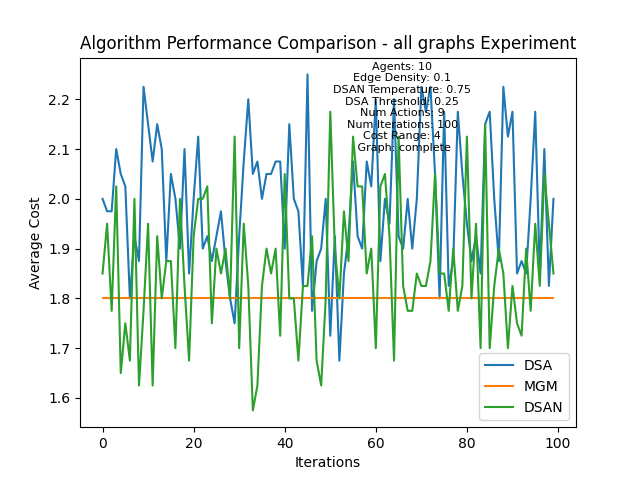 Algorithm Performance Comparison - all graphs Experiment
Agents: 10
Edge Density: 0.1
DSAN Temperature: 0.75
DSA Threshold: 0.25
Num Actions: 9
Num Iterations: 100
Cost Range: 4
Graph: complete
Average Cost
2.2
2.1
2.0
1.9
1.8
1.7
1.6
DSA
MGM
DSAN
0 20 40 60 80 100
Iterations